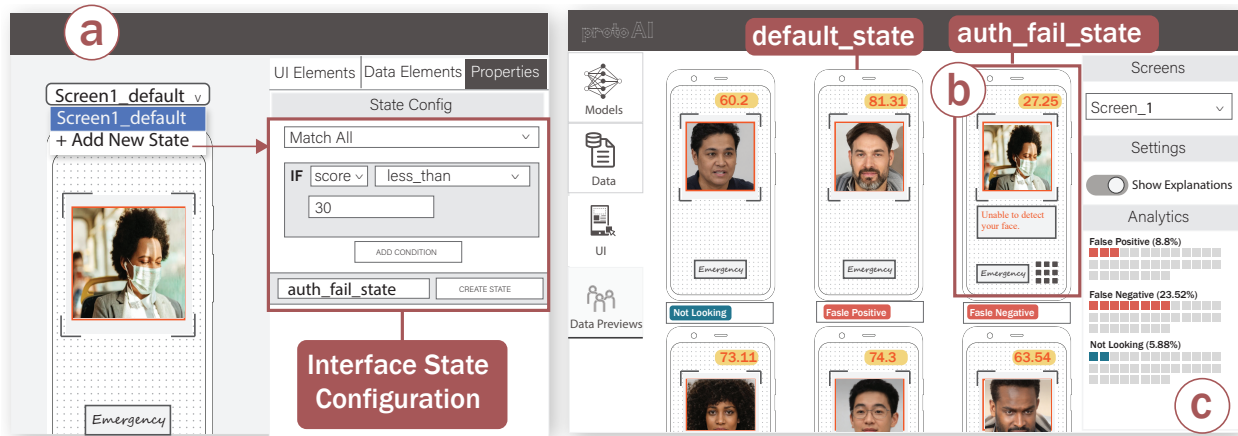 a
Screen1_default v
Screen1_default
+ Add New State
Emergency
UI Elements
Data Elements
Properties
State Config
Match All
IF score less_than
30
ADD CONDITION
auth_fail_state
CREATE STATE
Interface State
Configuration
proto AI
default_state
auth_fail_state
Models
Data
UI
Data Previews
60.2
Emergency
Not Looking
81.31
Emergency
Fasle Positive
b
27.25
Unable to detect
your face.
Emergency
Fasle Negative
73.11
74.3
63.54
Screens
Screen_1
Settings
Show Explanations
Analytics
False Positive (8.8%)
False Negative (23.52%)
Not Looking (5.88%)
c